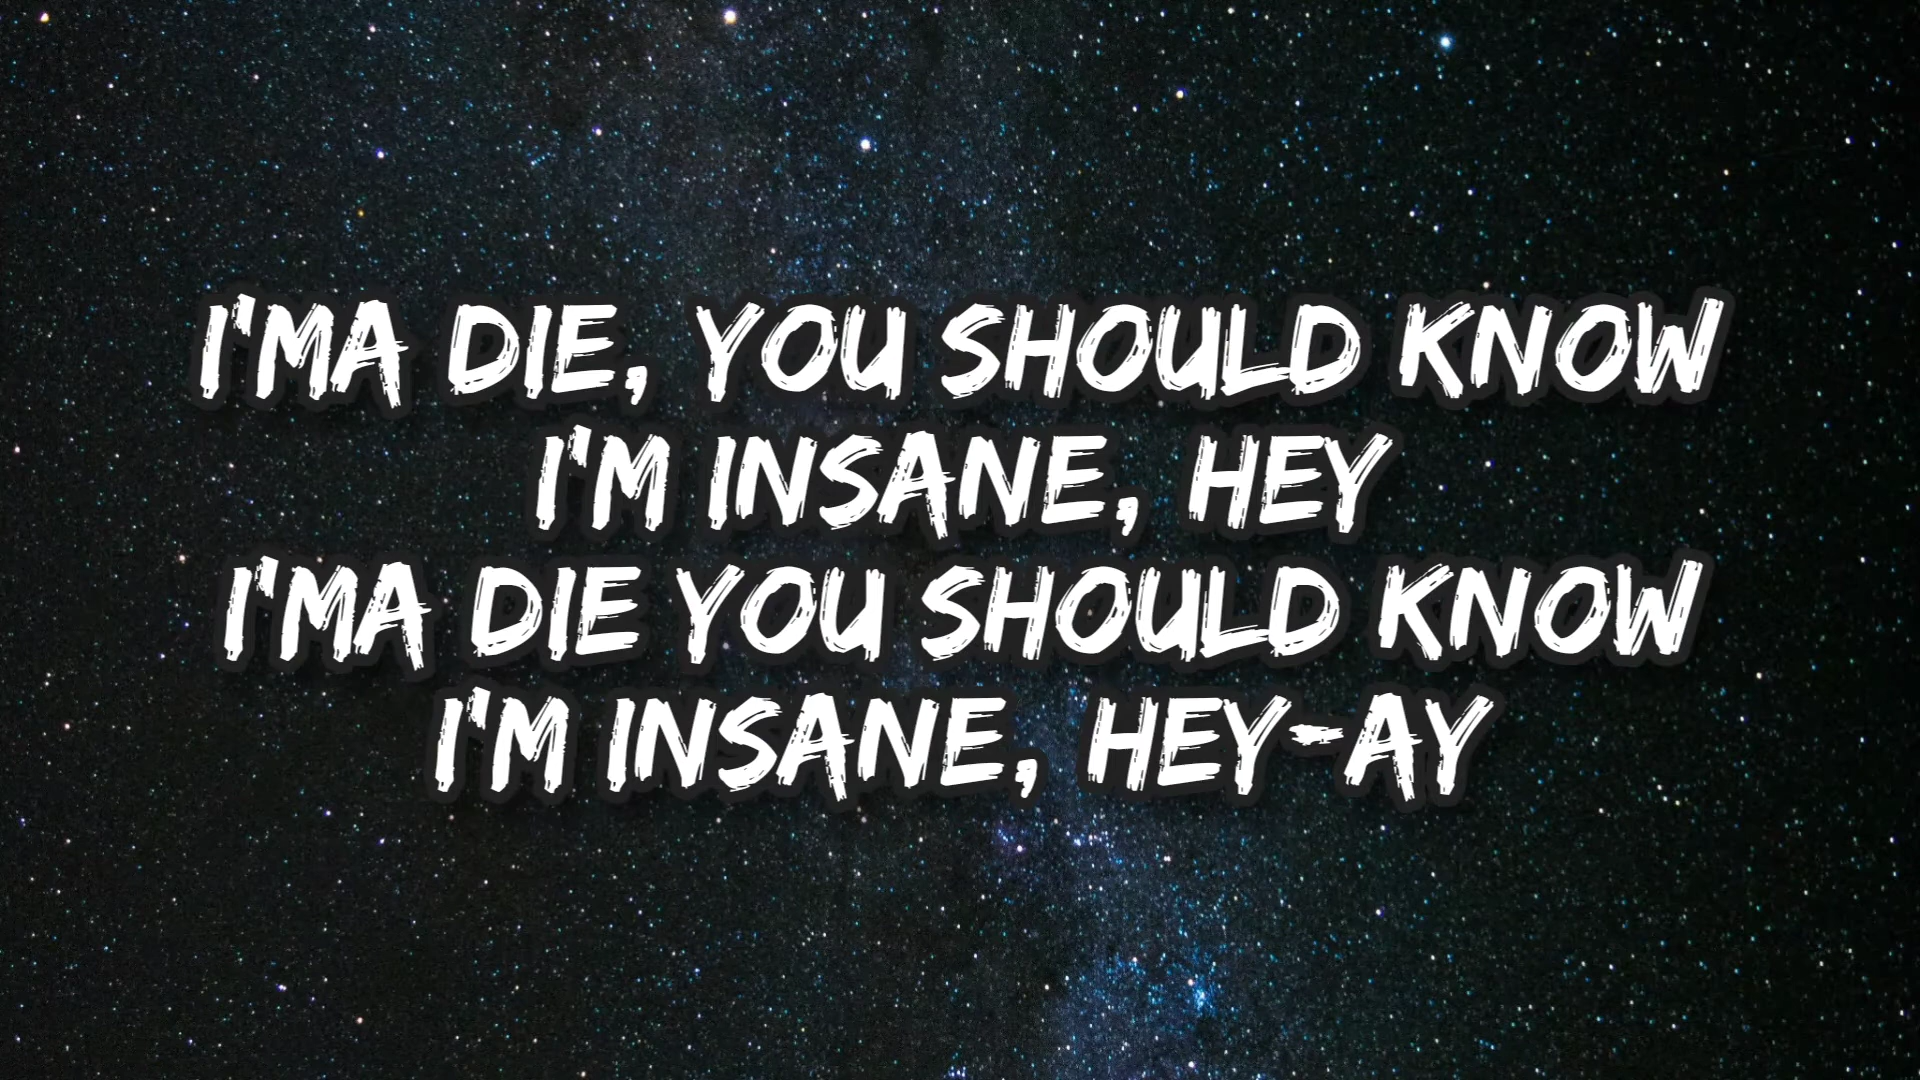 I'MA DIE, YOU SHOULD KNOW
I'M INSANE, HEY
I'MA DIE YOU SHOULD KNOW
I'M INSANE, HEY-AY